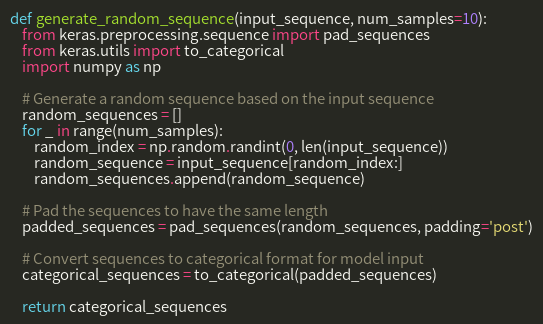 def generate_random_sequence(input_sequence, num_samples=10):
    from keras.preprocessing.sequence import pad_sequences
    from keras.utils import to_categorical
    import numpy as np

    # Generate a random sequence based on the input sequence
    random_sequences = []
    for _ in range(num_samples):
        random_index = np.random.randint(0, len(input_sequence))
        random_sequence = input_sequence[random_index:]
        random_sequences.append(random_sequence)

    # Pad the sequences to have the same length
    padded_sequences = pad_sequences(random_sequences, padding='post')

    # Convert sequences to categorical format for model input
    categorical_sequences = to_categorical(padded_sequences)

    return categorical_sequences